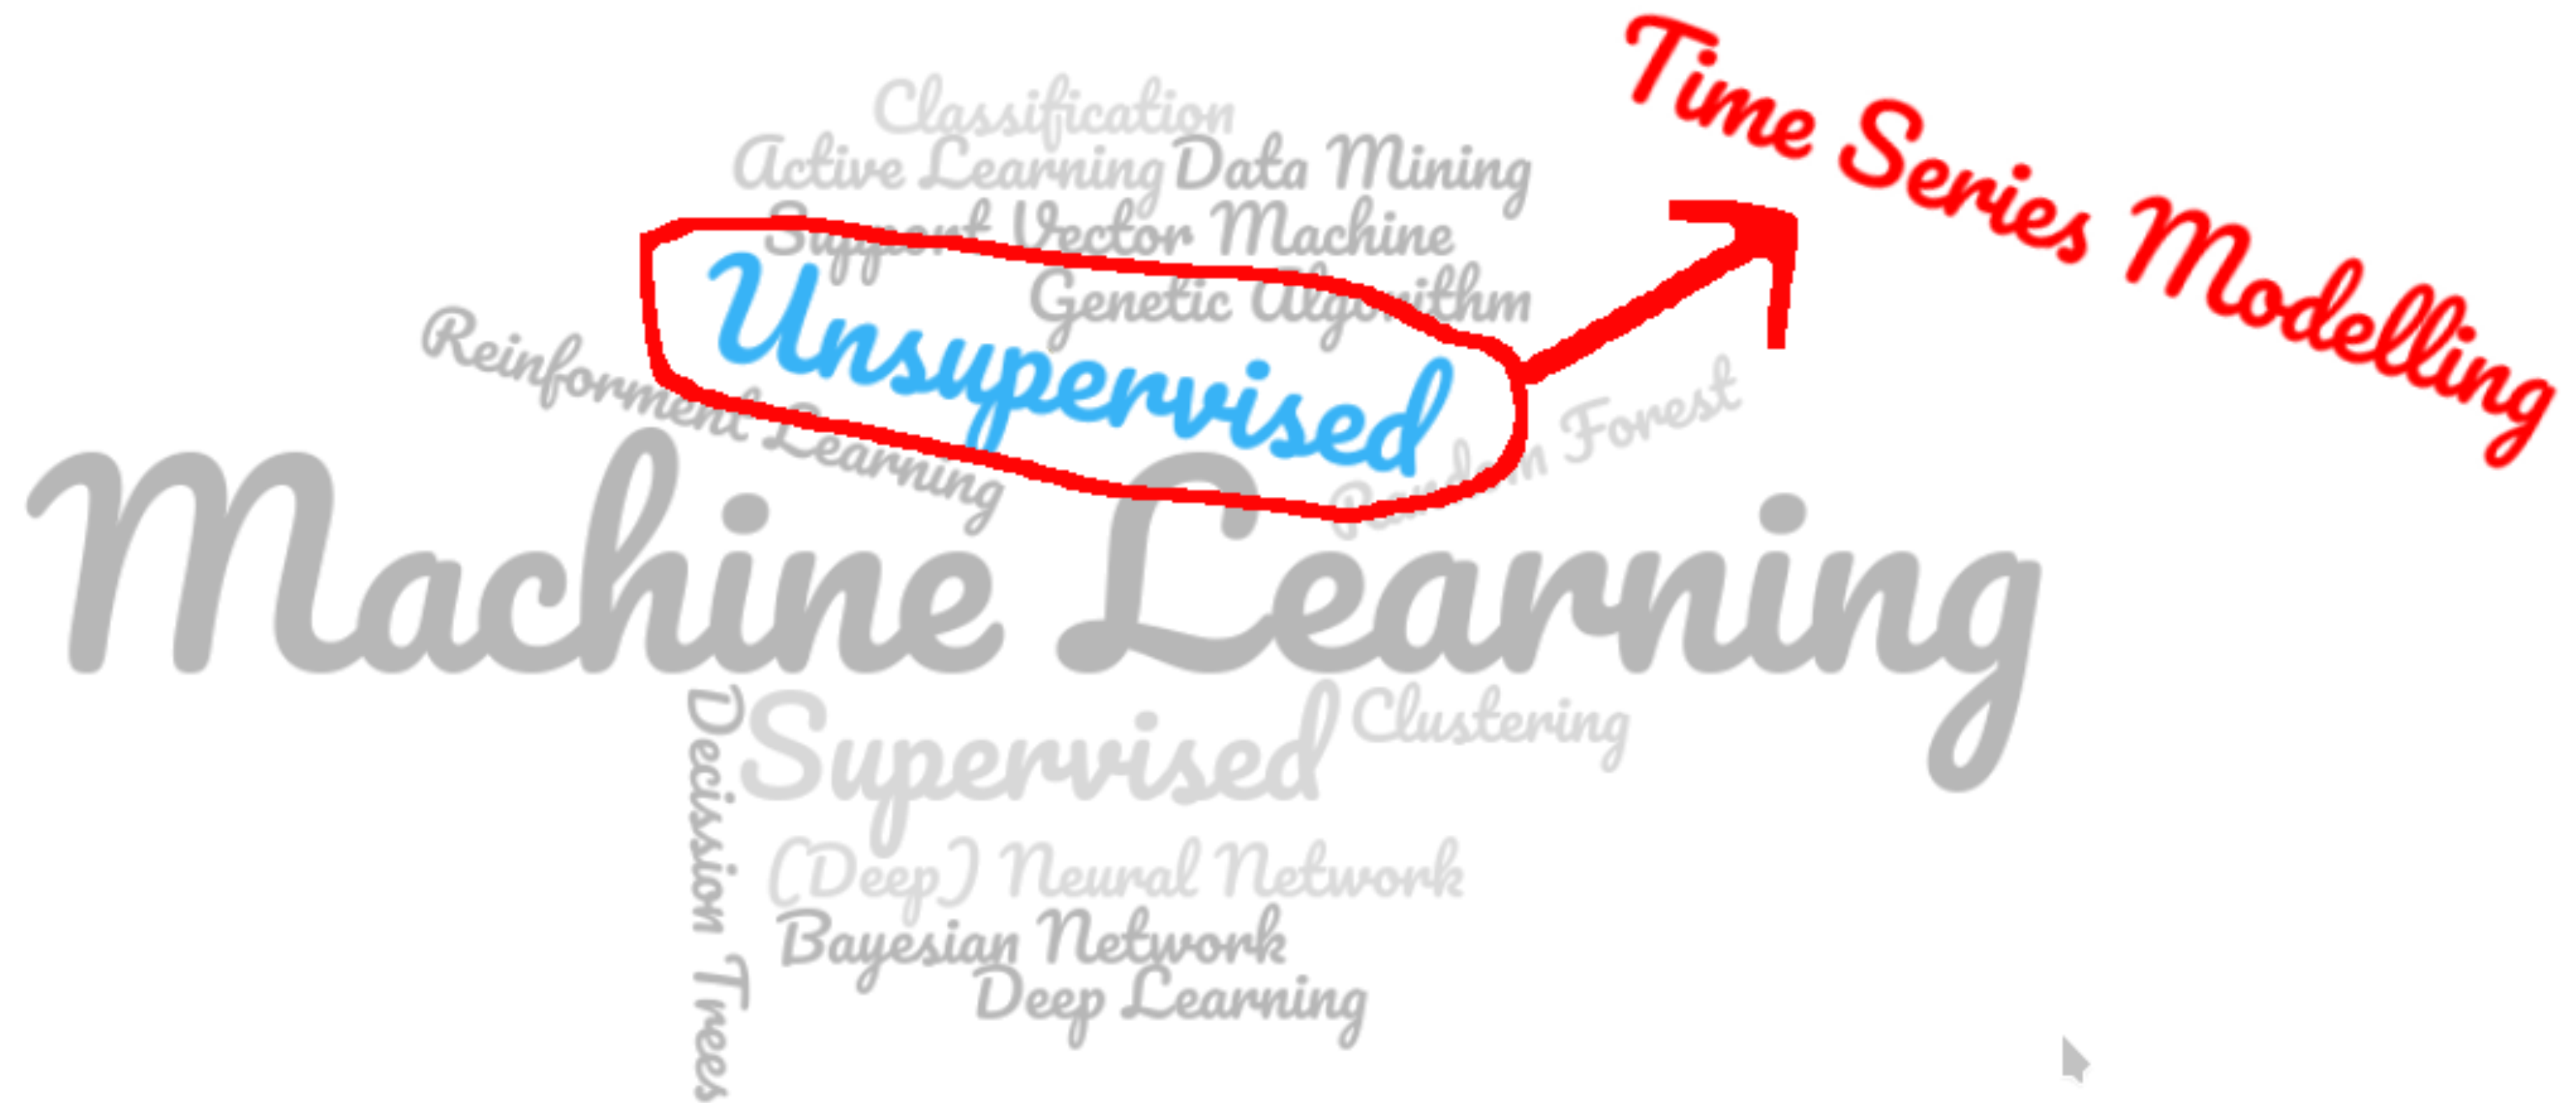 Time Series Modelling
Classification
Active Learning Data Mining
Support Vector Machine
Genetic Algorithm
Unsupervised
Reinforment Learning
Random Forest
Machine Learning
Decission Trees
Supervised
Clustering
(Deep) Neural Network
Bayesian Network
Deep Learning